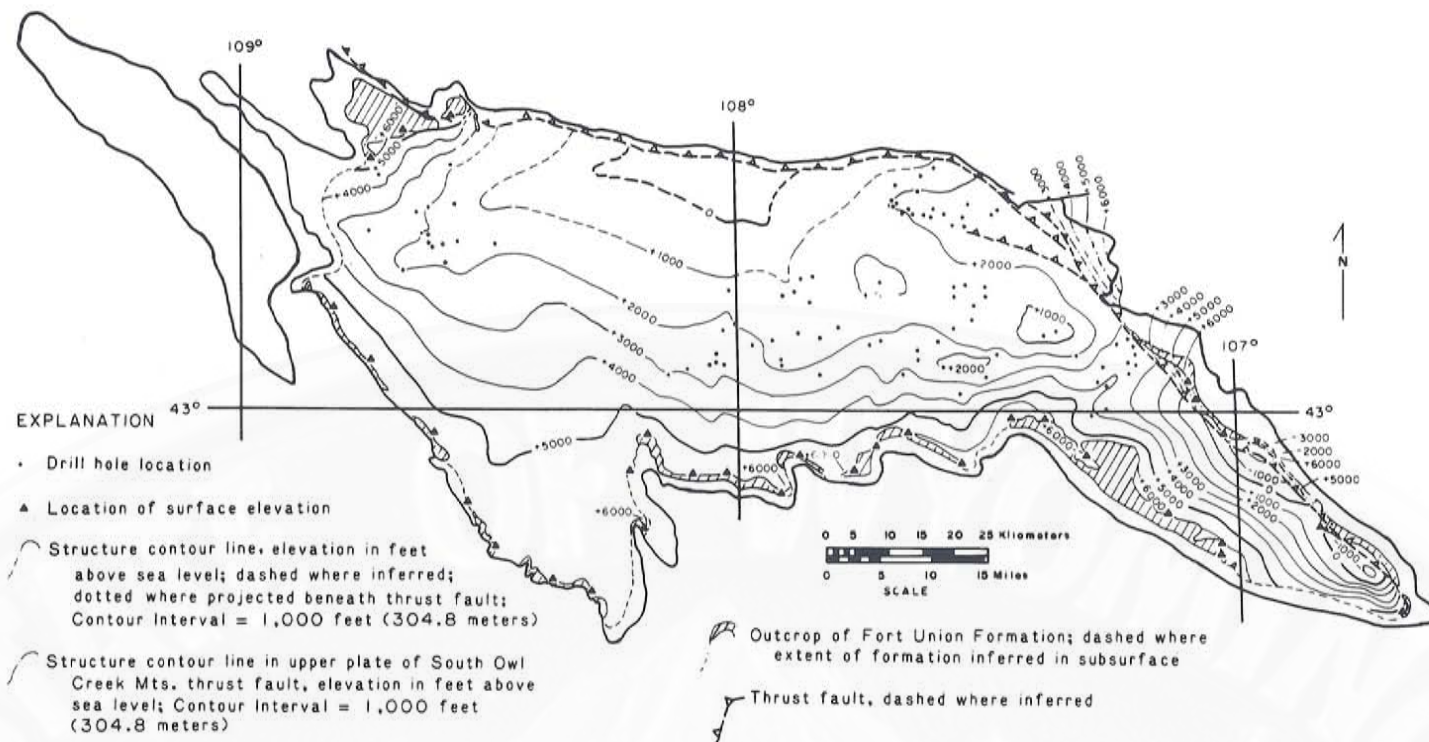 109°
108°
+6000
+5000
+4000
0
3000
+4000
+5000
+6000
+1000
+2000
+1000
+3000
+4000
+5000
+6000
N
+2000
+3000
+4000
++2000
107°
EXPLANATION
43°
43°
• Drill hole location
▲ Location of surface elevation
Structure contour line, elevation in feet
above sea level; dashed where inferred;
dotted where projected beneath thrust fault;
Contour Interval = 1,000 feet (304.8 meters)
Structure contour line in upper plate of South Owl
Creek Mts. thrust fault, elevation in feet above
sea level; Contour Interval = 1,000 feet
(304.8 meters)
+5000
+6000
+6000
+6000
+6000
+3000
+5000
+4000
-3000
-2000
+6000
+5000
-1000
0
+1000
+2000
1000
0
0 5 10 15 20 25 Kilometers
0 5 10 15 Miles
SCALE
Outcrop of Fort Union Formation; dashed where
extent of formation inferred in subsurface
Thrust fault, dashed where inferred